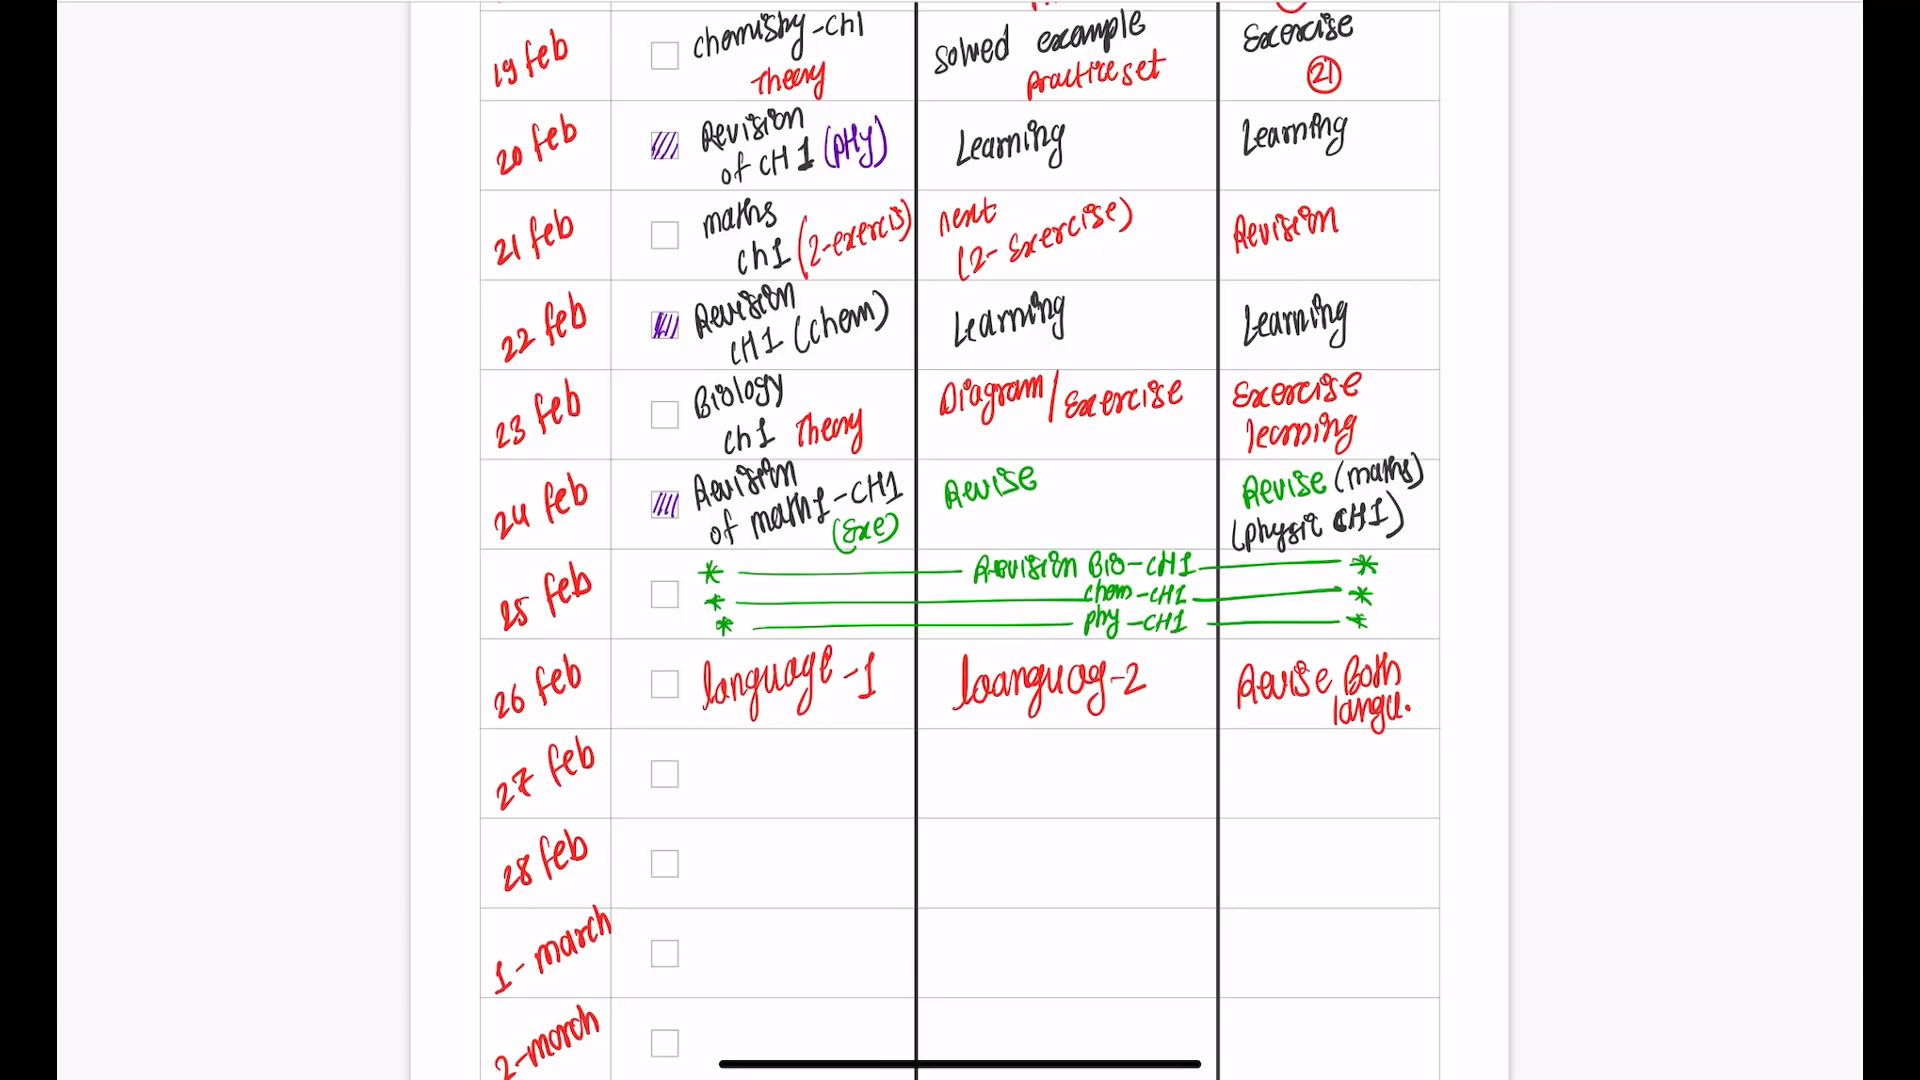 19 feb
chemistry-ch1
Theory
Solved example
Practice set
Exercise
21
20 feb
Revision
of CH 1 (PHy)
Learning
Learning
21 feb
maths
ch1 (2-exercis)
next
(2-Exercise)
Revision
22 feb
Revision
CH1 (chem)
Learning
Learning
23 feb
Biology
ch1 Theory
Diagram/Exercise
Exercise
learning
24 feb
Revision
of math1-CH1
(Exe)
Revise
Revise (maths)
(physic CH1)
25 feb
* Revision Bio-CH1 *
* chem-CH1 *
* phy-CH1 *
26 feb
language-1
loanguag-2
Revise Both
langu.
27 feb
28 feb
1-march
2-march